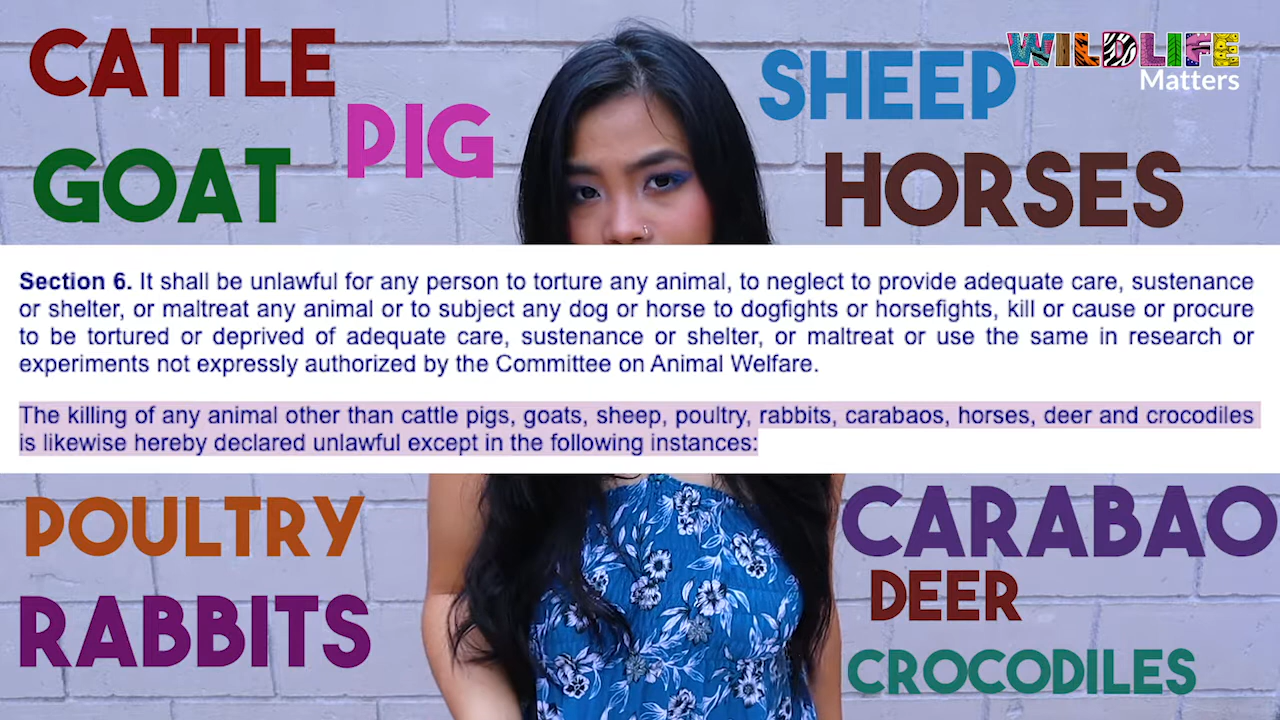 CATTLE
PIG
GOAT
SHEEP
HORSES
WILDLIFE
Matters
Section 6. It shall be unlawful for any person to torture any animal, to neglect to provide adequate care, sustenance
or shelter, or maltreat any animal or to subject any dog or horse to dogfights or horsefights, kill or cause or procure
to be tortured or deprived of adequate care, sustenance or shelter, or maltreat or use the same in research or
experiments not expressly authorized by the Committee on Animal Welfare.
The killing of any animal other than cattle pigs, goats, sheep, poultry, rabbits, carabaos, horses, deer and crocodiles
is likewise hereby declared unlawful except in the following instances:
POULTRY
RABBITS
CARABAO
DEER
CROCODILES